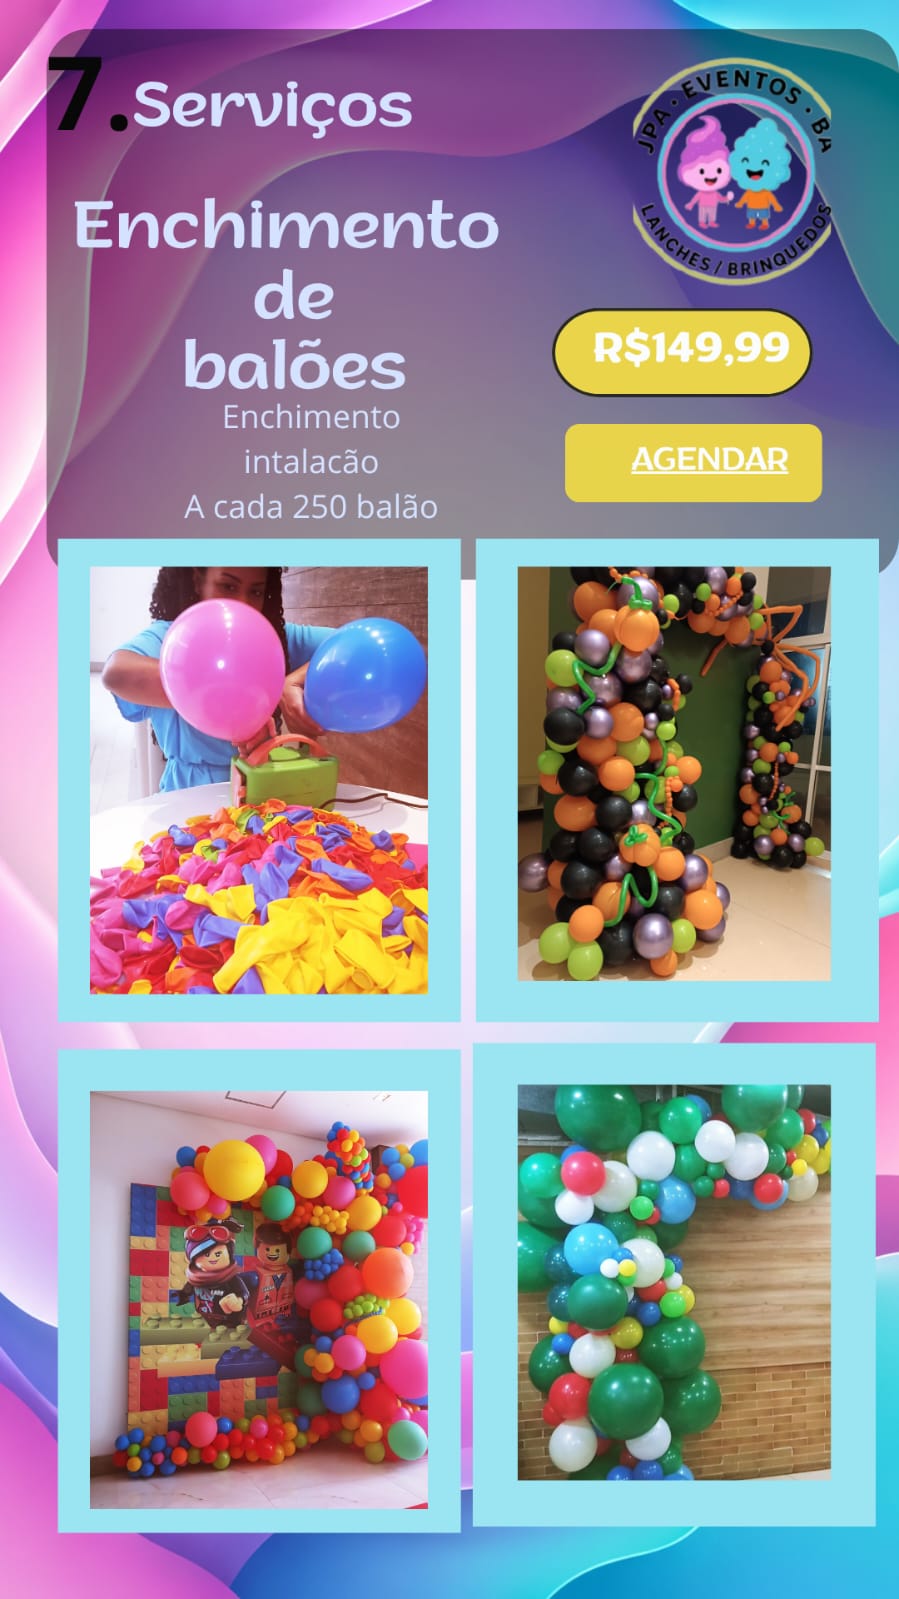 7.Serviços
JPA · EVENTOS · BA
LANCHES / BRINQUEDOS
Enchimento
de
balões
R$149,99
Enchimento
intalacão
A cada 250 balão
AGENDAR